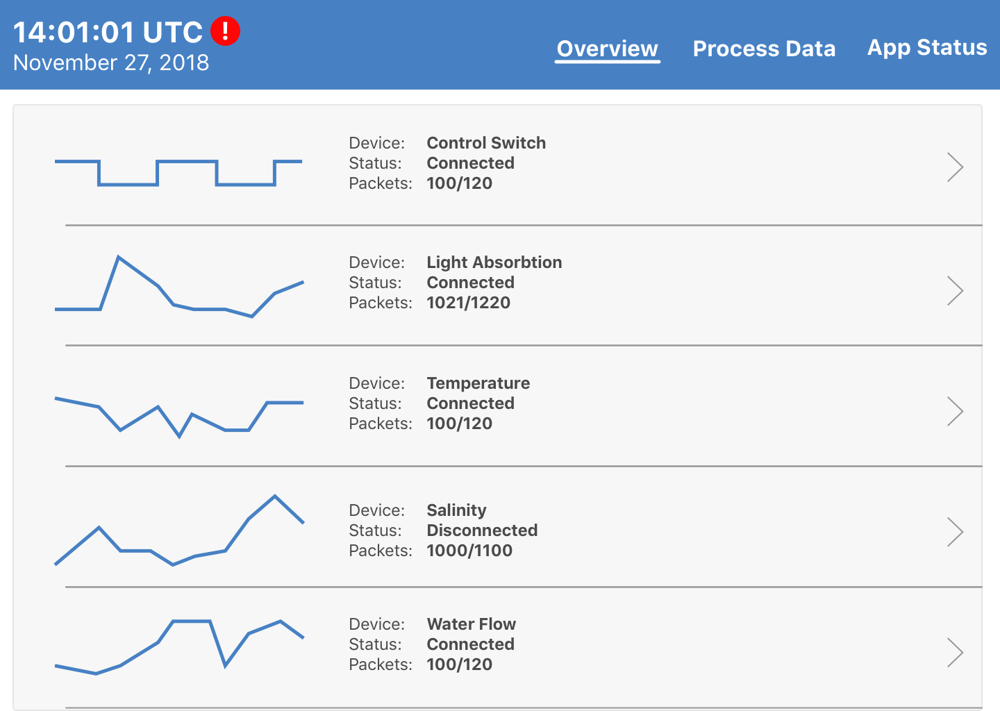 14:01:01 UTC !
November 27, 2018
Overview Process Data App Status
Device: Control Switch
Status: Connected
Packets: 100/120
Device: Light Absorbtion
Status: Connected
Packets: 1021/1220
Device: Temperature
Status: Connected
Packets: 100/120
Device: Salinity
Status: Disconnected
Packets: 1000/1100
Device: Water Flow
Status: Connected
Packets: 100/120